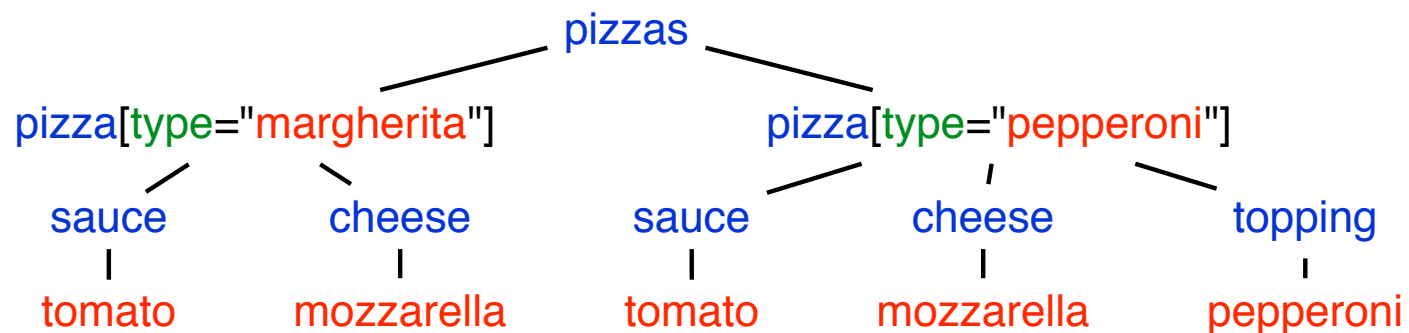 pizzas
pizza[type="margherita"] pizza[type="pepperoni"]
sauce cheese sauce cheese topping
tomato mozzarella tomato mozzarella pepperoni